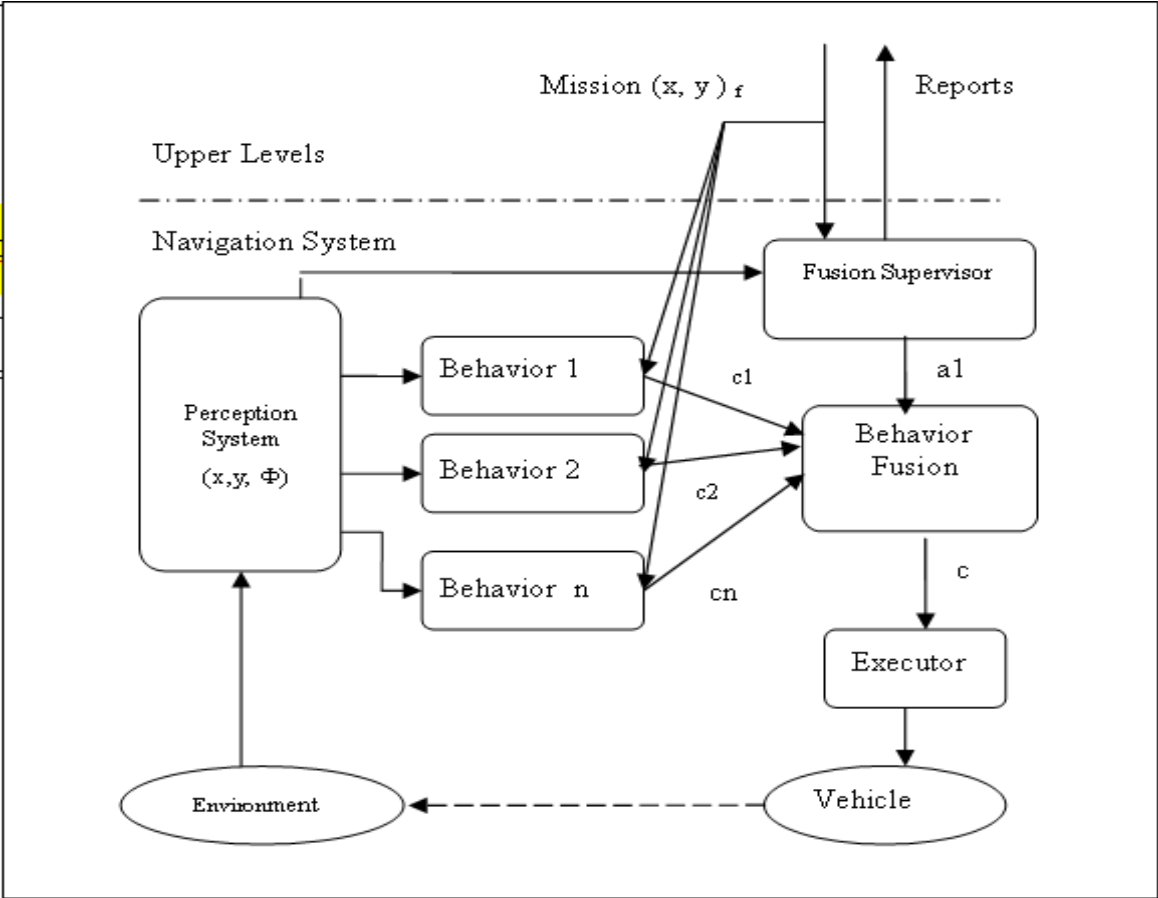 Mission (x, y ) f
Reports
Upper Levels
Navigation System
Fusion Supervisor
Behavior 1
c1
a1
Perception
System
(x,y, Φ)
Behavior
Fusion
Behavior 2
c2
Behavior n
cn
c
Executor
Environment
Vehicle